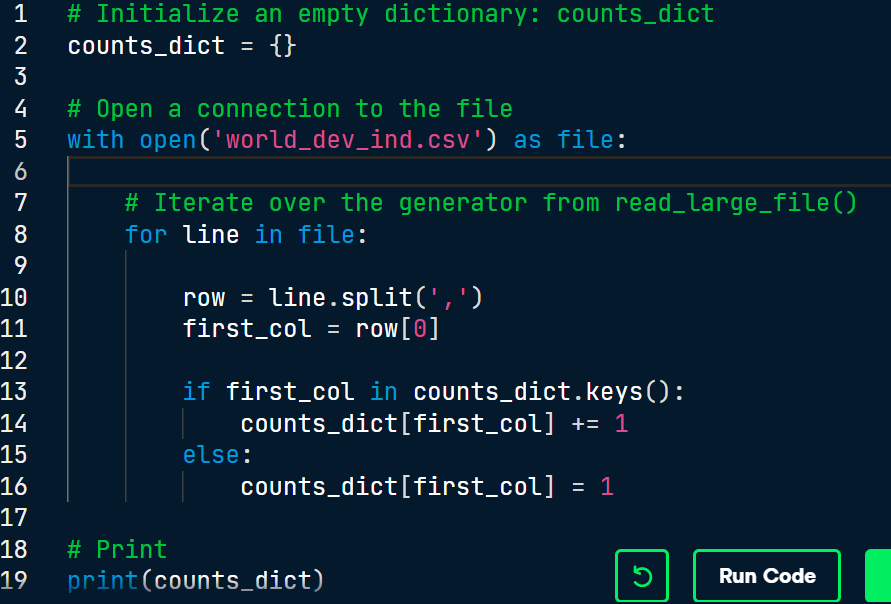 1 # Initialize an empty dictionary: counts_dict
2 counts_dict = {}
3
4 # Open a connection to the file
5 with open('world_dev_ind.csv') as file:
6
7     # Iterate over the generator from read_large_file()
8     for line in file:
9
10         row = line.split(',')
11         first_col = row[0]
12
13         if first_col in counts_dict.keys():
14             counts_dict[first_col] += 1
15         else:
16             counts_dict[first_col] = 1
17
18 # Print
19 print(counts_dict)
Run Code